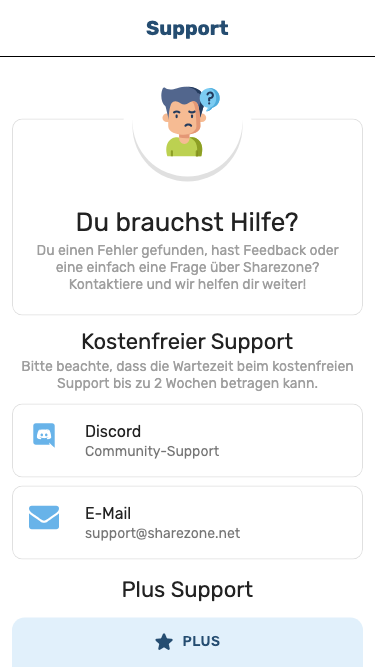 Support
?
Du brauchst Hilfe?
Du einen Fehler gefunden, hast Feedback oder
eine einfach eine Frage über Sharezone?
Kontaktiere und wir helfen dir weiter!
Kostenfreier Support
Bitte beachte, dass die Wartezeit beim kostenfreien
Support bis zu 2 Wochen betragen kann.
Discord
Community-Support
E-Mail
support@sharezone.net
Plus Support
PLUS